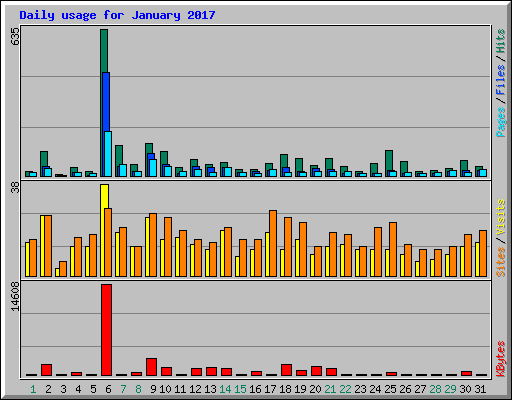 Daily usage for January 2017
635
Pages / Files / Hits
38
Sites / Visits
14608
KBytes
1 2 3 4 5 6 7 8 9 10 11 12 13 14 15 16 17 18 19 20 21 22 23 24 25 26 27 28 29 30 31